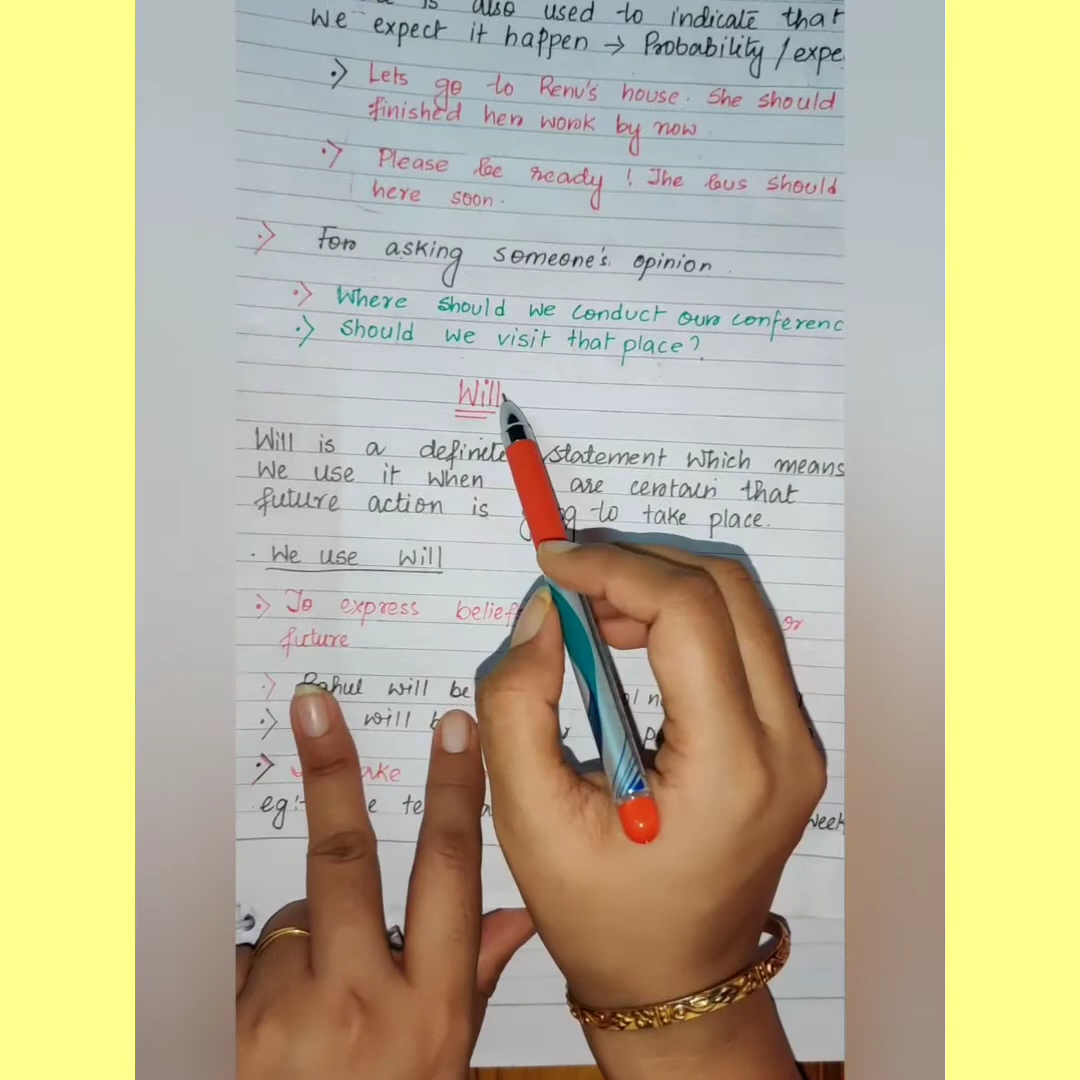 is also used to indicate that
We expect it happen → Probability / expe
Lets go to Renu's house. She should
finished her work by now.
Please be ready! The bus should
here soon.
For asking someone's opinion.
Where should we conduct our conferenc
Should we visit that place?
Will
Will is a definite statement which means
We use it when are certain that
future action is to take place.
We use will
To express belief or
future
Rahul will be
will
eg:-
week